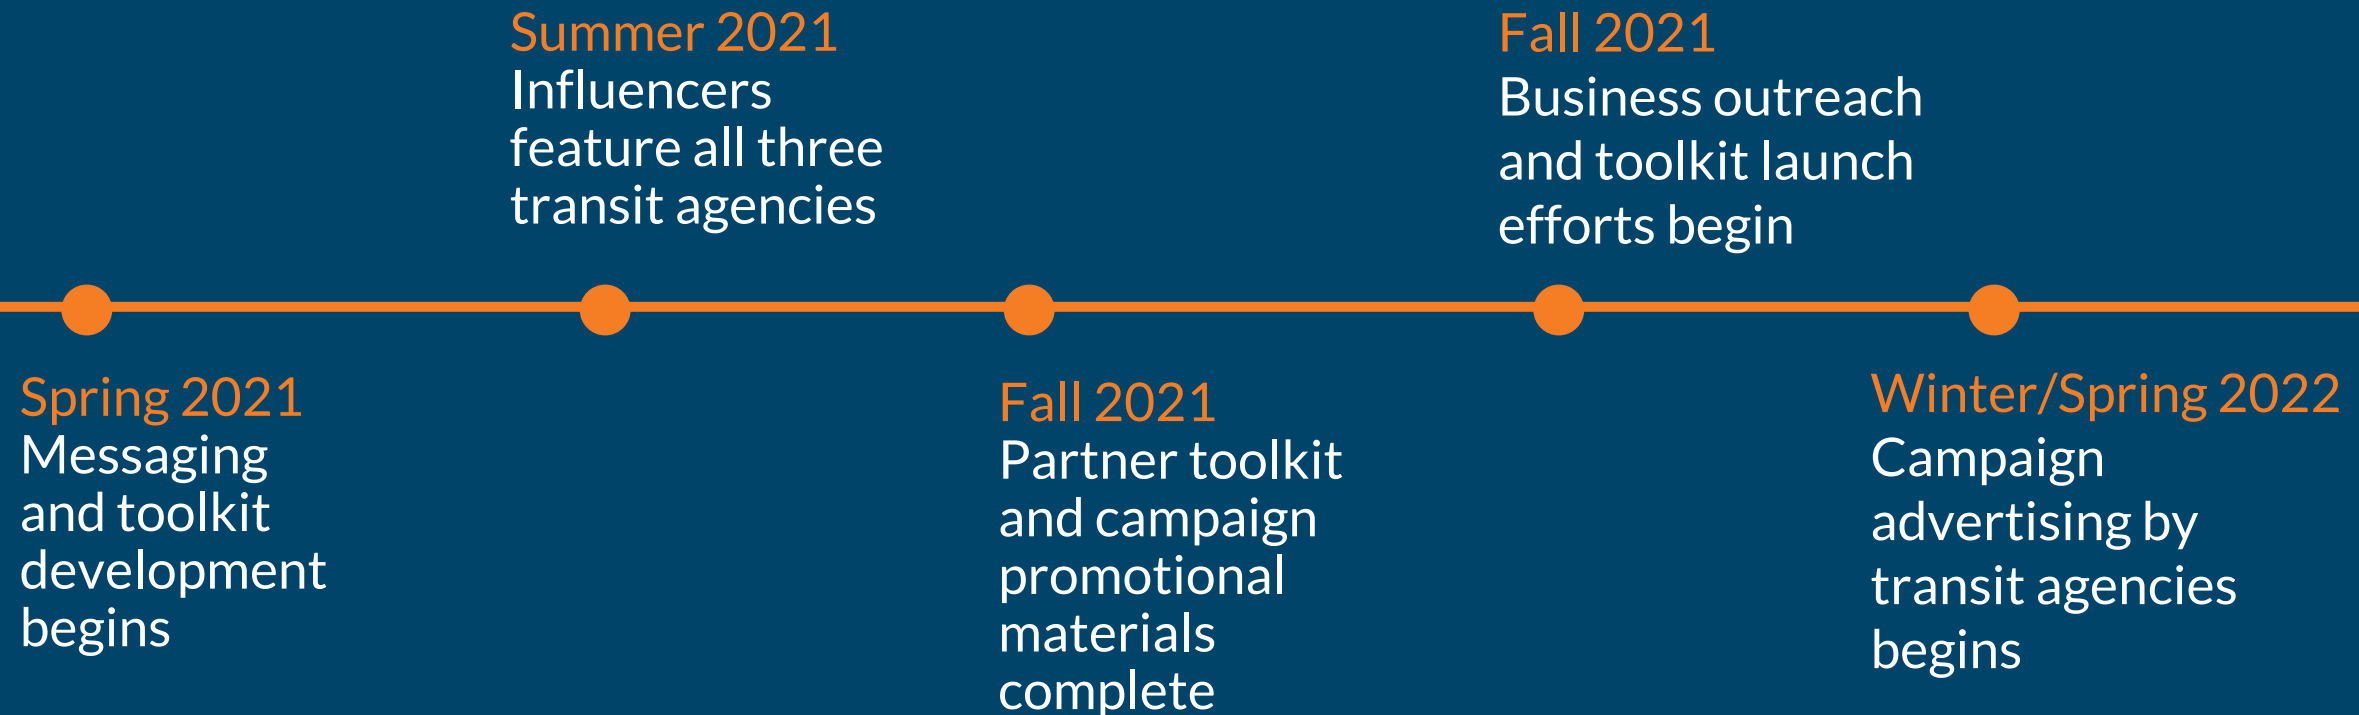 Spring 2021
Messaging
and toolkit
development
begins
Summer 2021
Influencers
feature all three
transit agencies
Fall 2021
Partner toolkit
and campaign
promotional
materials
complete
Fall 2021
Business outreach
and toolkit launch
efforts begin
Winter/Spring 2022
Campaign
advertising by
transit agencies
begins